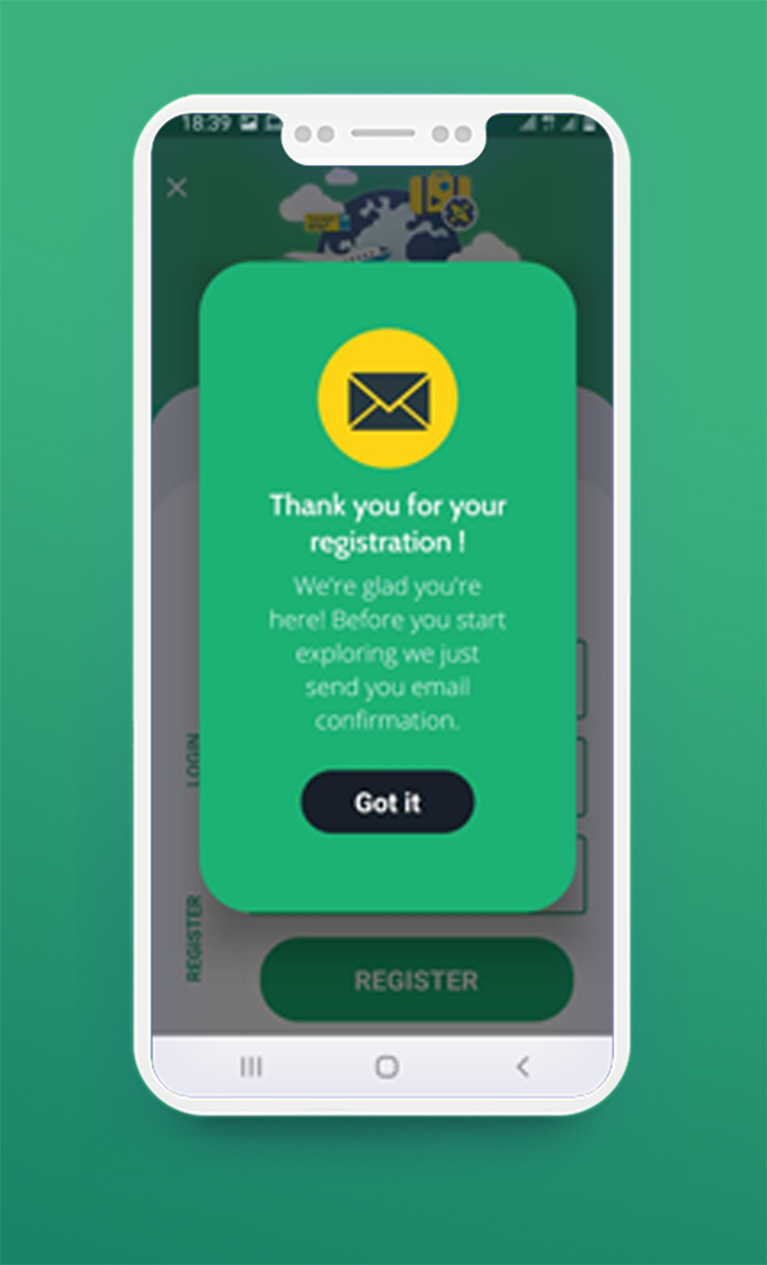 18:39
Thank you for your
registration !
We're glad you're
here! Before you start
exploring we just
send you email
confirmation.
Got it
LOGIN
REGISTER
REGISTER